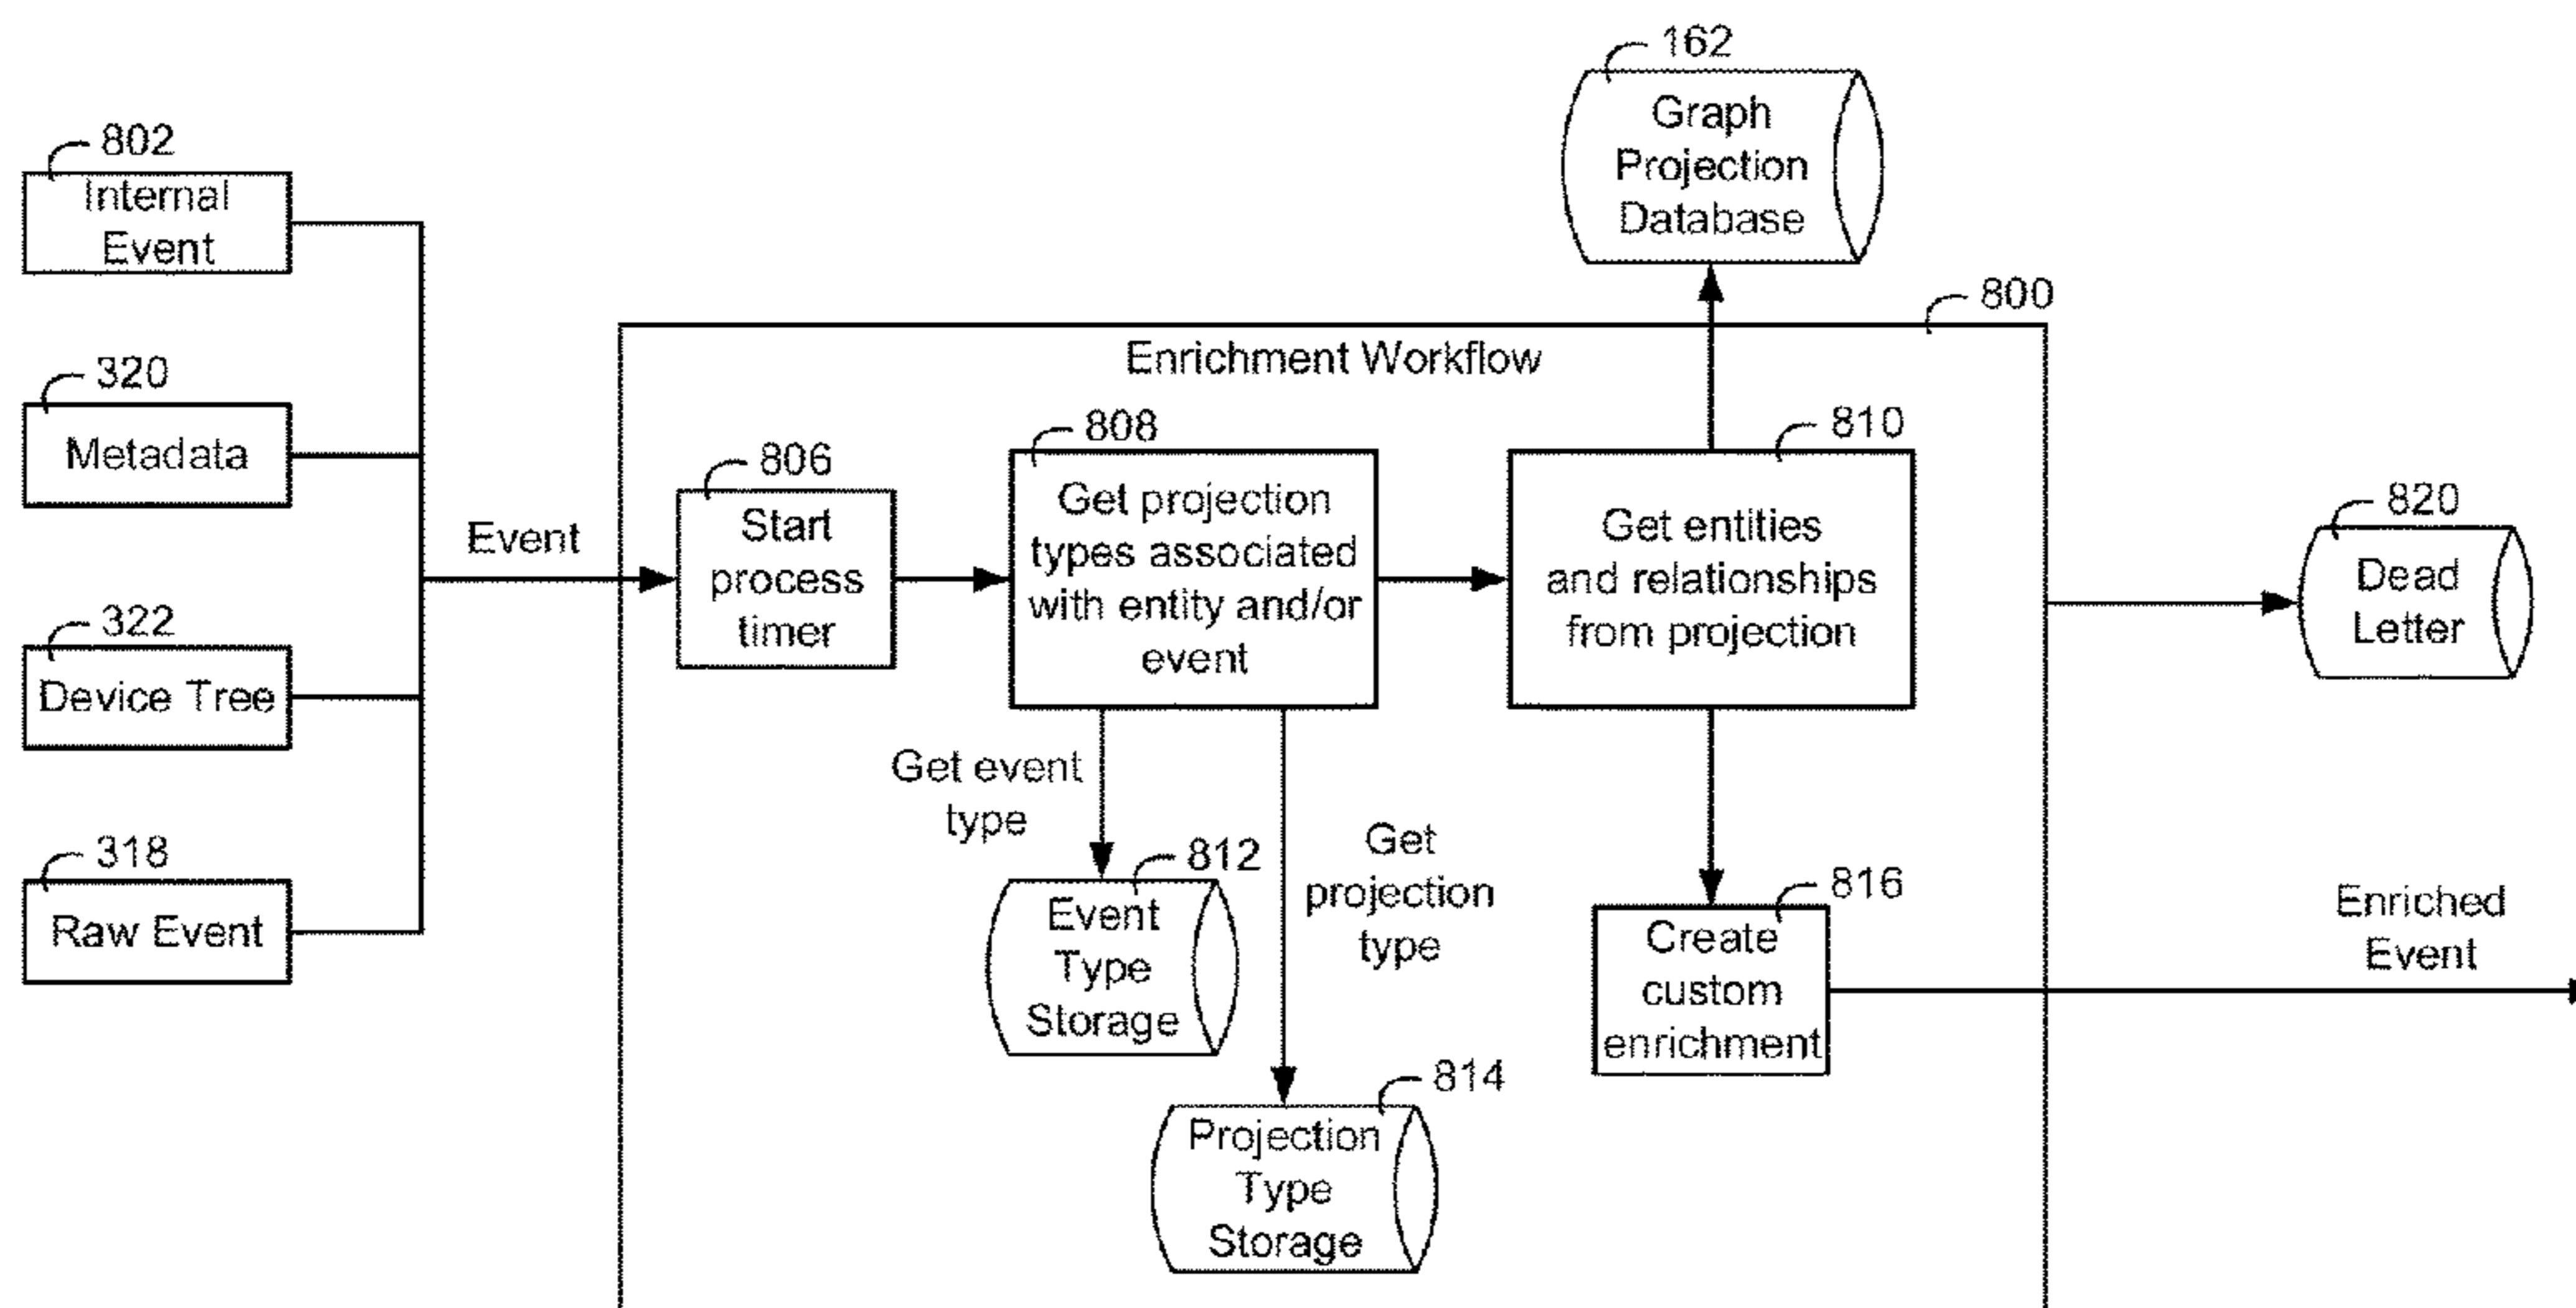 802
Internal
Event
320
Metadata
322
Device Tree
318
Raw Event
Event
162
Graph
Projection
Database
800
Enrichment Workflow
806
Start
process
timer
808
Get projection
types associated
with entity and/or
event
810
Get entities
and relationships
from projection
Get event
type
812
Event
Type
Storage
Get
projection
type
814
Projection
Type
Storage
816
Create
custom
enrichment
820
Dead
Letter
Enriched
Event